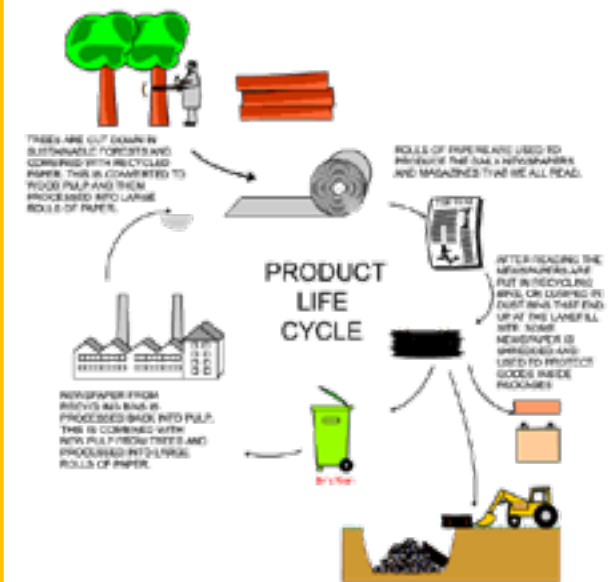 TREES ARE CUT DOWN IN
SUSTAINABLE FORESTS AND
COMBINED WITH RECYCLED
PAPER. THIS IS CONVERTED TO
WOOD PULP AND THEN
PROCESSED INTO LARGE
ROLLS OF PAPER.
ROLLS OF PAPER ARE USED TO
PRODUCE THE DAILY NEWSPAPERS
AND MAGAZINES THAT WE ALL READ.
PRODUCT
LIFE
CYCLE
AFTER READING THE
NEWSPAPERS ARE
PUT IN RECYCLING
BINS, OR DUMPED IN
DUST BINS THAT END
UP AT THE LANDFILL
SITE. SOME
NEWSPAPER IS
SHREDDED AND
USED TO PROTECT
GOODS INSIDE
PACKAGES
NEWSPAPER FROM
RECYCLING BINS IS
PROCESSED BACK INTO PULP.
THIS IS COMBINED WITH
NEW PULP FROM TREES AND
PROCESSED INTO LARGE
ROLLS OF PAPER.